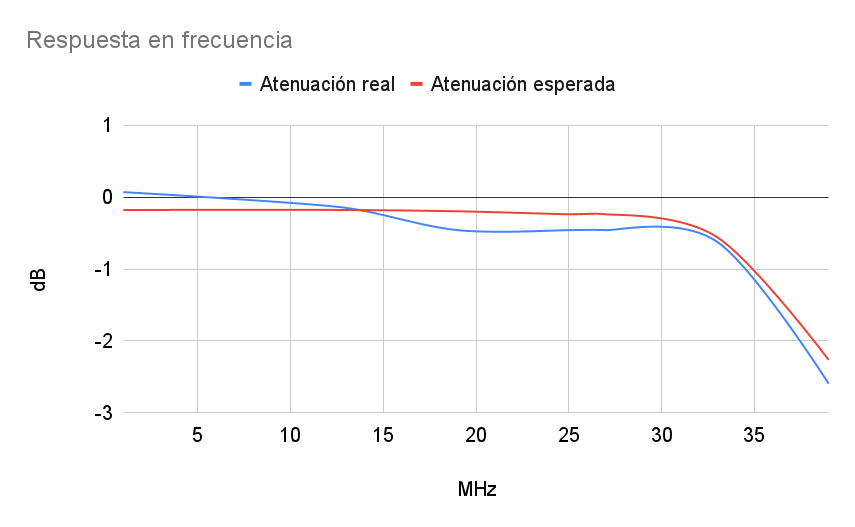 Respuesta en frecuencia
Atenuación real Atenuación esperada
1
0
-1
-2
-3
dB
5 10 15 20 25 30 35
MHz